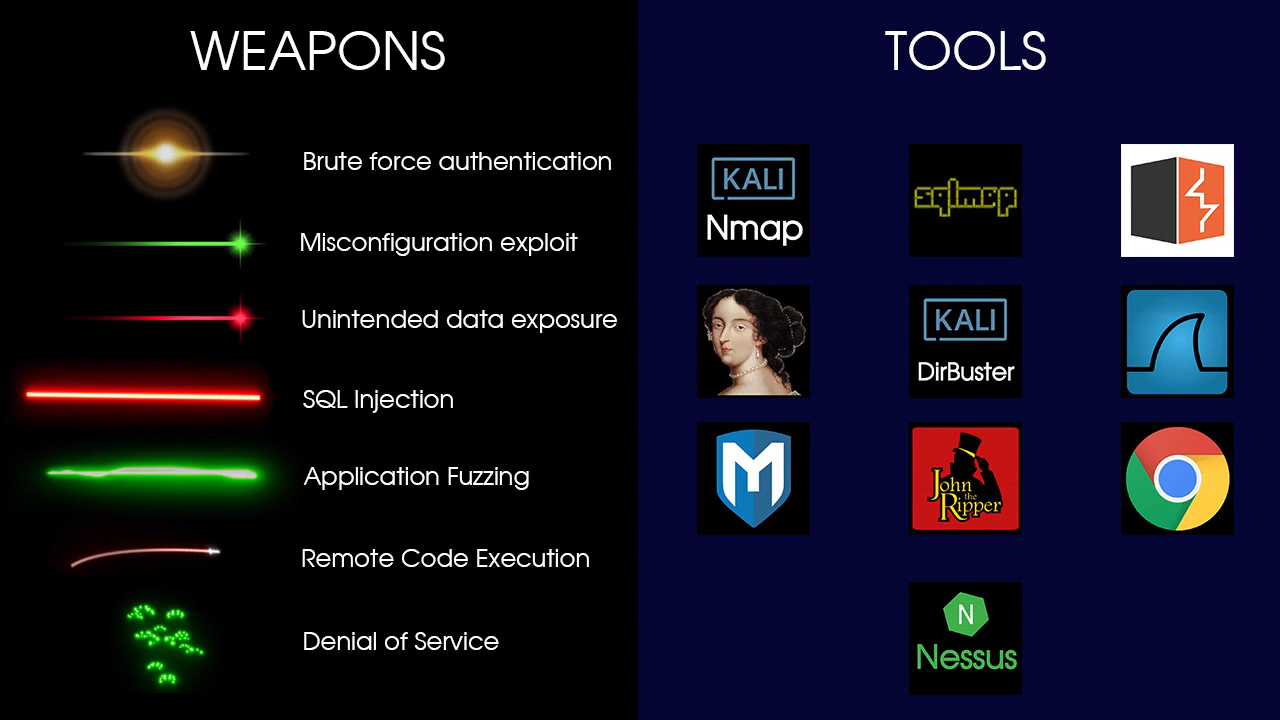 WEAPONS
Brute force authentication
Misconfiguration exploit
Unintended data exposure
SQL Injection
Application Fuzzing
Remote Code Execution
Denial of Service
TOOLS
KALI
Nmap
sqlmap
KALI
DirBuster
M
John
the
Ripper
N
Nessus